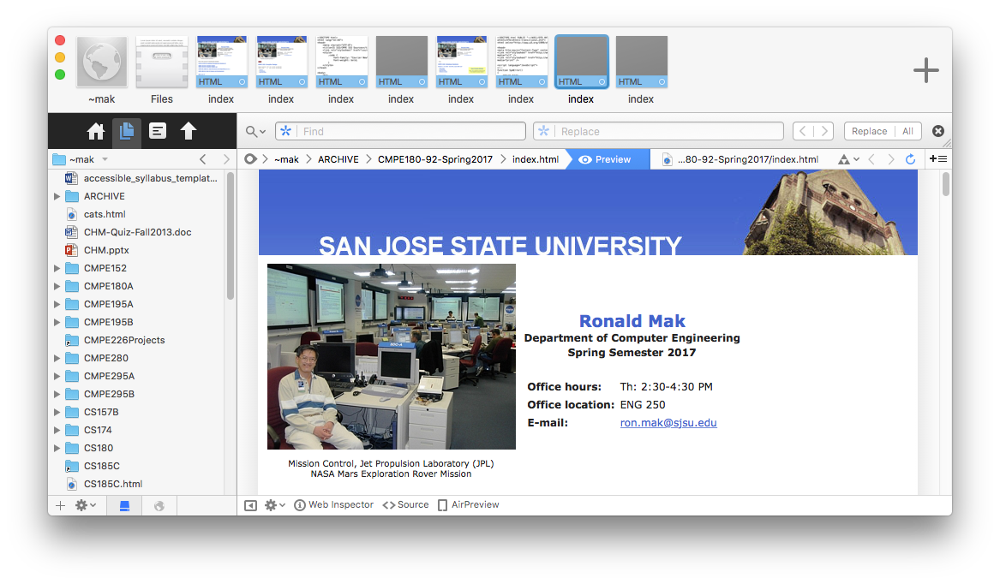 HTML HTML HTML HTML HTML HTML HTML HTML
~mak Files index index index index index index index index
Find Replace Replace All
~mak
~mak ARCHIVE CMPE180-92-Spring2017 index.html Preview ...80-92-Spring2017/index.html
accessible_syllabus_templat...
ARCHIVE
cats.html
CHM-Quiz-Fall2013.doc
CHM.pptx
CMPE152
CMPE180A
CMPE195A
CMPE195B
CMPE226Projects
CMPE280
CMPE295A
CMPE295B
CS157B
CS174
CS180
CS185C
CS185C.html
SAN JOSE STATE UNIVERSITY
Ronald Mak
Department of Computer Engineering
Spring Semester 2017
Office hours: Th: 2:30-4:30 PM
Office location: ENG 250
E-mail: ron.mak@sjsu.edu
Mission Control, Jet Propulsion Laboratory (JPL)
NASA Mars Exploration Rover Mission
Web Inspector Source AirPreview